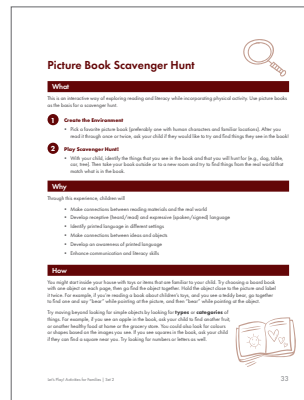 Picture Book Scavenger Hunt
What
This is an interactive way of exploring reading and literacy while incorporating physical activity. Use picture books
as the basis for a scavenger hunt.
1 Create the Environment
• Pick a favorite picture book (preferably one with human characters and familiar locations). After you
read it through once or twice, ask your child if they would like to try and find things they see in the book!
2 Play Scavenger Hunt!
• With your child, identify the things that you see in the book and that you will hunt for (e.g., dog, table,
car, tree). Then take your book outside or to a new room and try to find things from the real world that
match what is in the book.
Why
Through this experience, children will
• Make connections between reading materials and the real world
• Develop receptive (heard/read) and expressive (spoken/signed) language
• Identify printed language in different settings
• Make connections between ideas and objects
• Develop an awareness of printed language
• Enhance communication and literacy skills
How
You might start inside your house with toys or items that are familiar to your child. Try choosing a board book
with one object on each page, then go find the object together. Hold the object close to the picture and label
it twice. For example, if you're reading a book about children's toys, and you see a teddy bear, go together
to find one and say "bear" while pointing at the picture, and then "bear" while pointing at the object.
Try moving beyond looking for simple objects by looking for types or categories of
things. For example, if you see an apple in the book, ask your child to find another fruit,
or another healthy food at home or the grocery store. You could also look for colours
or shapes based on the images you see. If you see squares in the book, ask your child
if they can find a square near you. Try looking for numbers or letters as well.
Let's Play! Activities for Families | Set 2
33